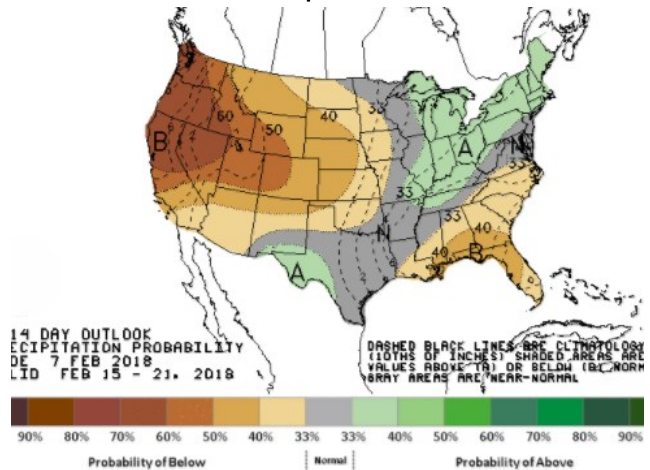 60
50
40
33
B
A
N
33
33
N
33
40
40
B
A
14 DAY OUTLOOK
ECIPITATION PROBABILITY
DE 7 FEB 2018
LID FEB 15 - 21. 2018
DASHED BLACK LINES ARE CLIMATOLOGY
(10THS OF INCHES) SHADED AREAS ARE
VALUES ABOVE (A) OR BELOW (B) NORM
GRAY AREAS ARE NEAR-NORMAL
90% 80% 70% 60% 50% 40% 33% 33% 40% 50% 60% 70% 80% 90%
Probability of Below Normal Probability of Above